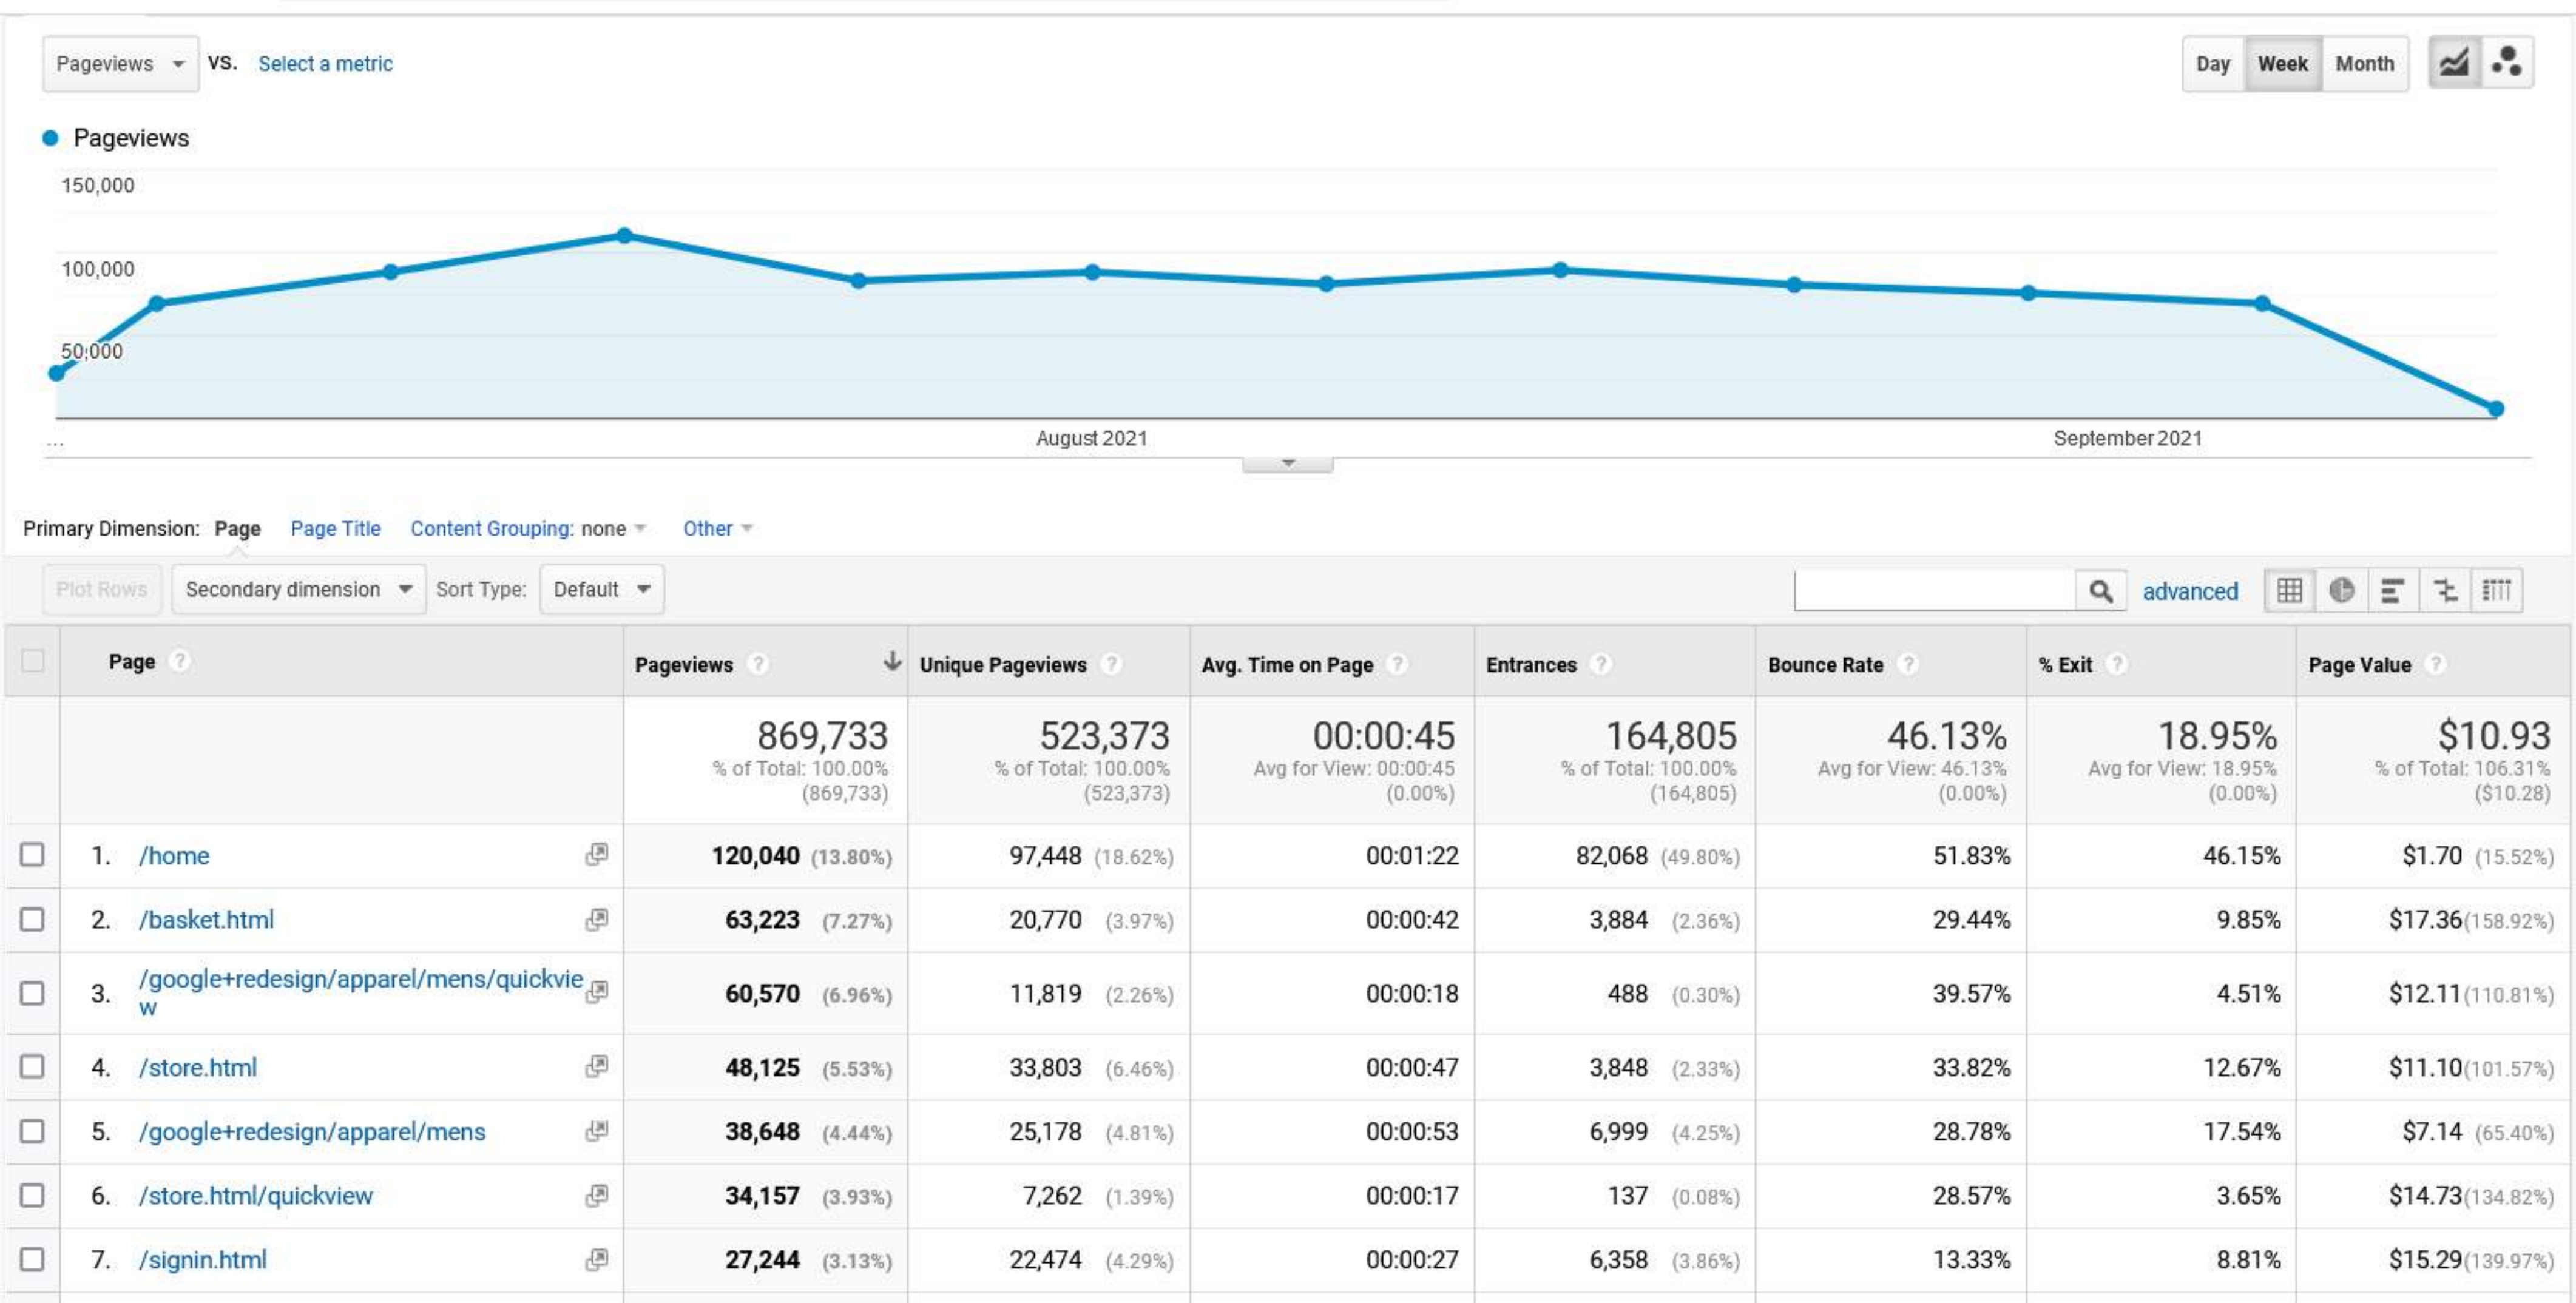 Pageviews VS. Select a metric Day Week Month
Pageviews
150,000
100,000
50,000
... August 2021 September 2021
Primary Dimension: Page Page Title Content Grouping: none Other
Plot Rows Secondary dimension Sort Type: Default advanced
Page ? Pageviews ? Unique Pageviews ? Avg. Time on Page ? Entrances ? Bounce Rate ? % Exit ? Page Value ?
869,733 523,373 00:00:45 164,805 46.13% 18.95% $10.93
% of Total: 100.00% % of Total: 100.00% Avg for View: 00:00:45 % of Total: 100.00% Avg for View: 46.13% Avg for View: 18.95% % of Total: 106.31%
(869,733) (523,373) (0.00%) (164,805) (0.00%) (0.00%) ($10.28)
1. /home 120,040 (13.80%) 97,448 (18.62%) 00:01:22 82,068 (49.80%) 51.83% 46.15% $1.70 (15.52%)
2. /basket.html 63,223 (7.27%) 20,770 (3.97%) 00:00:42 3,884 (2.36%) 29.44% 9.85% $17.36 (158.92%)
3. /google+redesign/apparel/mens/quickvie
w 60,570 (6.96%) 11,819 (2.26%) 00:00:18 488 (0.30%) 39.57% 4.51% $12.11 (110.81%)
4. /store.html 48,125 (5.53%) 33,803 (6.46%) 00:00:47 3,848 (2.33%) 33.82% 12.67% $11.10 (101.57%)
5. /google+redesign/apparel/mens 38,648 (4.44%) 25,178 (4.81%) 00:00:53 6,999 (4.25%) 28.78% 17.54% $7.14 (65.40%)
6. /store.html/quickview 34,157 (3.93%) 7,262 (1.39%) 00:00:17 137 (0.08%) 28.57% 3.65% $14.73 (134.82%)
7. /signin.html 27,244 (3.13%) 22,474 (4.29%) 00:00:27 6,358 (3.86%) 13.33% 8.81% $15.29 (139.97%)